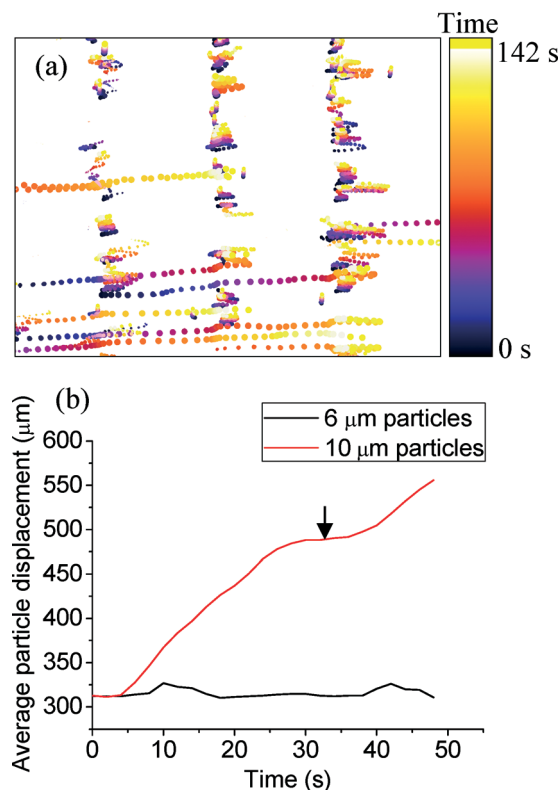 Time
(a)
142 s
0 s
(b)
6 μm particles
10 μm particles
Average particle displacement (μm)
600
550
500
450
400
350
300
0 10 20 30 40 50
Time (s)